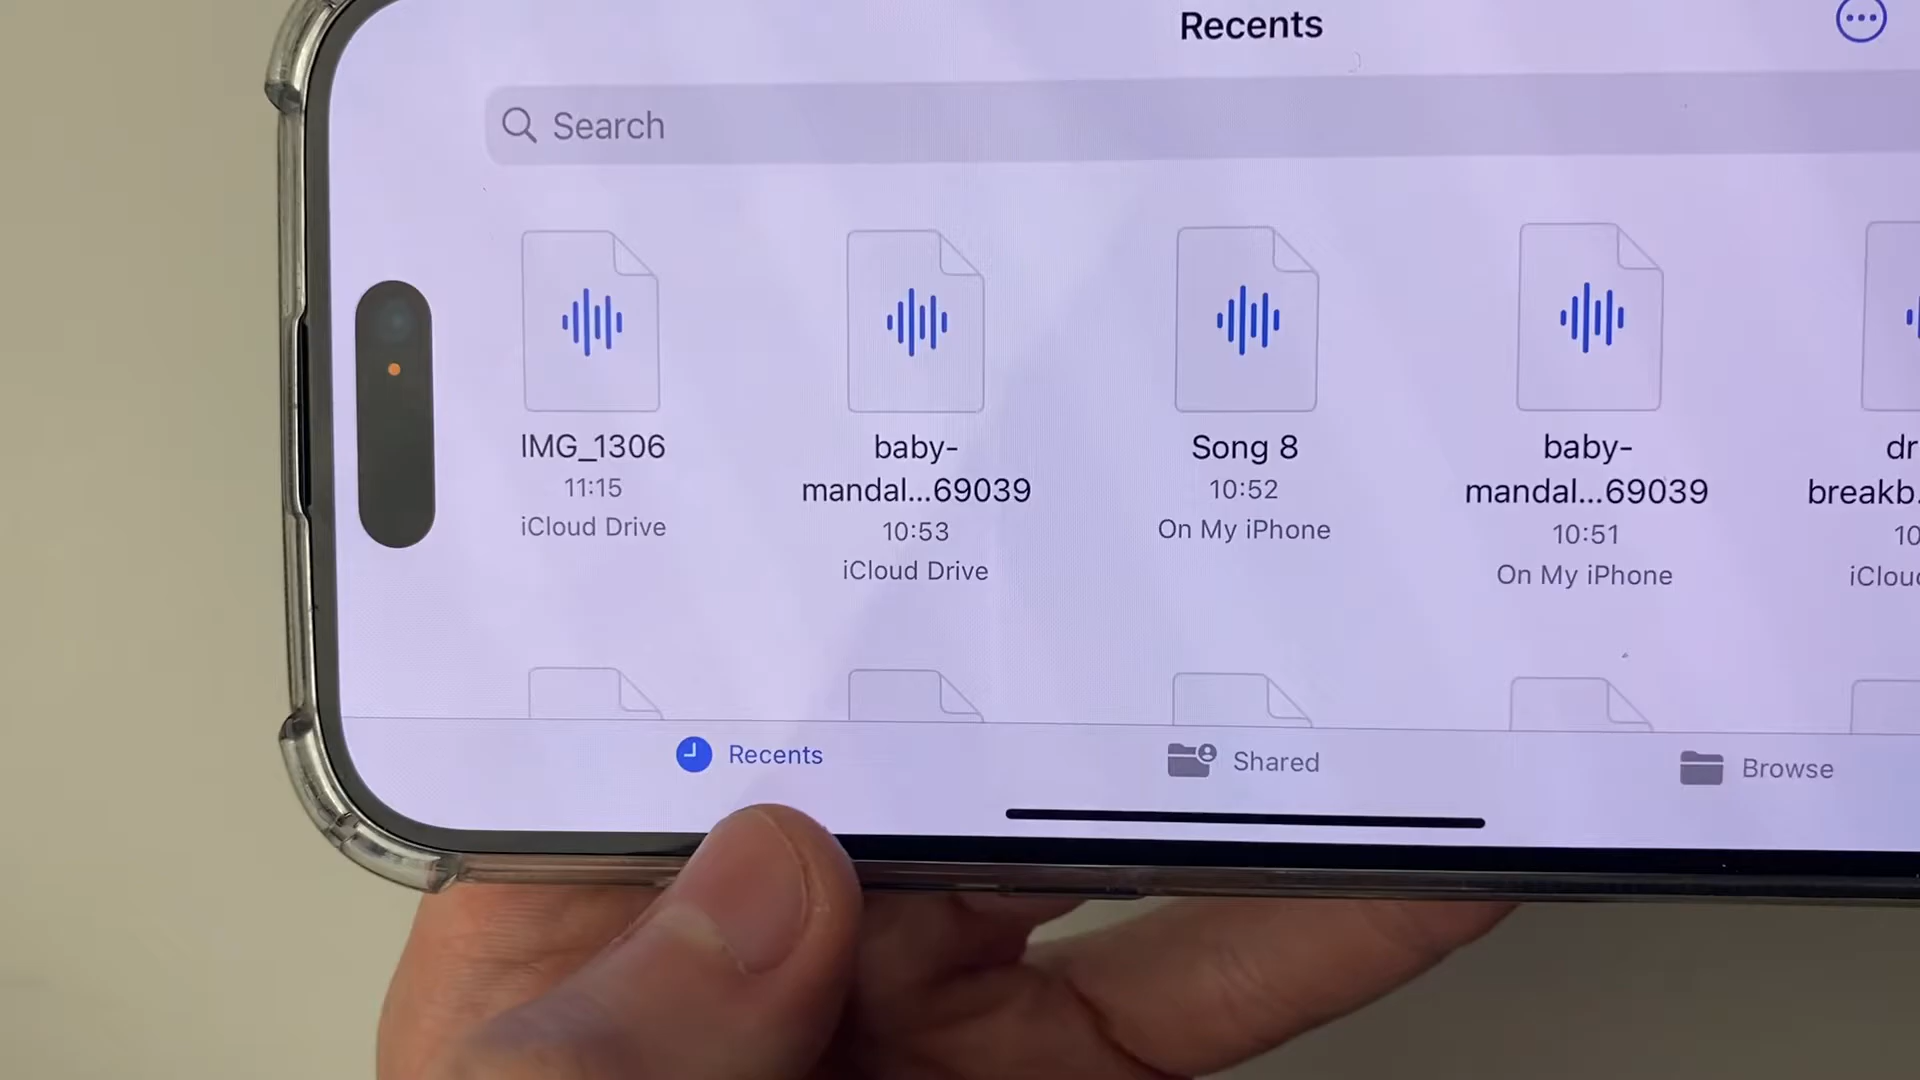 Recents
Search
IMG_1306
11:15
iCloud Drive
baby-
mandal...69039
10:53
iCloud Drive
Song 8
10:52
On My iPhone
baby-
mandal...69039
10:51
On My iPhone
dr
breakb.
10
iClou
Recents
Shared
Browse